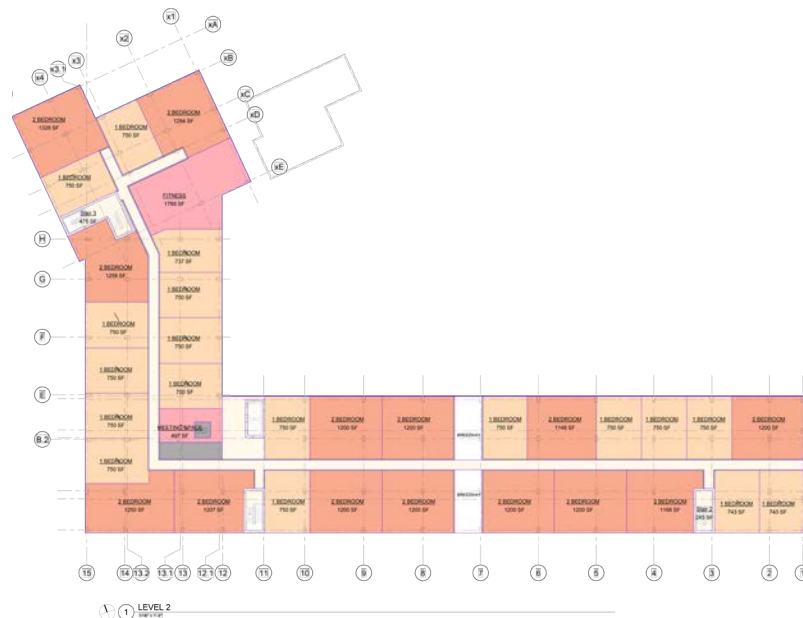 x1
xA
x2
xB
x3
x3.1
x4
xC
xD
xE
2 BEDROOM
1328 SF
1 BEDROOM
750 SF
2 BEDROOM
1284 SF
1 BEDROOM
750 SF
FITNESS
Stair 3
475 SF
H
1 BEDROOM
737 SF
2 BEDROOM
1259 SF
G
1 BEDROOM
750 SF
1 BEDROOM
750 SF
F
1 BEDROOM
750 SF
1 BEDROOM
750 SF
1 BEDROOM
750 SF
E
1 BEDROOM
750 SF
MEETING SPACE
497 SF
B.2
1 BEDROOM
750 SF
1 BEDROOM
750 SF
2 BEDROOM
1200 SF
2 BEDROOM
1200 SF
BREEZWAY
1 BEDROOM
750 SF
2 BEDROOM
1 BEDROOM
750 SF
1 BEDROOM
750 SF
1 BEDROOM
750 SF
2 BEDROOM
1200 SF
2 BEDROOM
1250 SF
2 BEDROOM
1207 SF
1 BEDROOM
750 SF
2 BEDROOM
1200 SF
2 BEDROOM
1200 SF
BREEZWAY
2 BEDROOM
1200 SF
2 BEDROOM
1200 SF
2 BEDROOM
1168 SF
Stair 2
245 SF
1 BEDROOM
743 SF
1 BEDROOM
743 SF
15
14
13.2
13.1
13
12.1
12
11
10
9
8
7
6
5
4
3
2
1
1
LEVEL 2